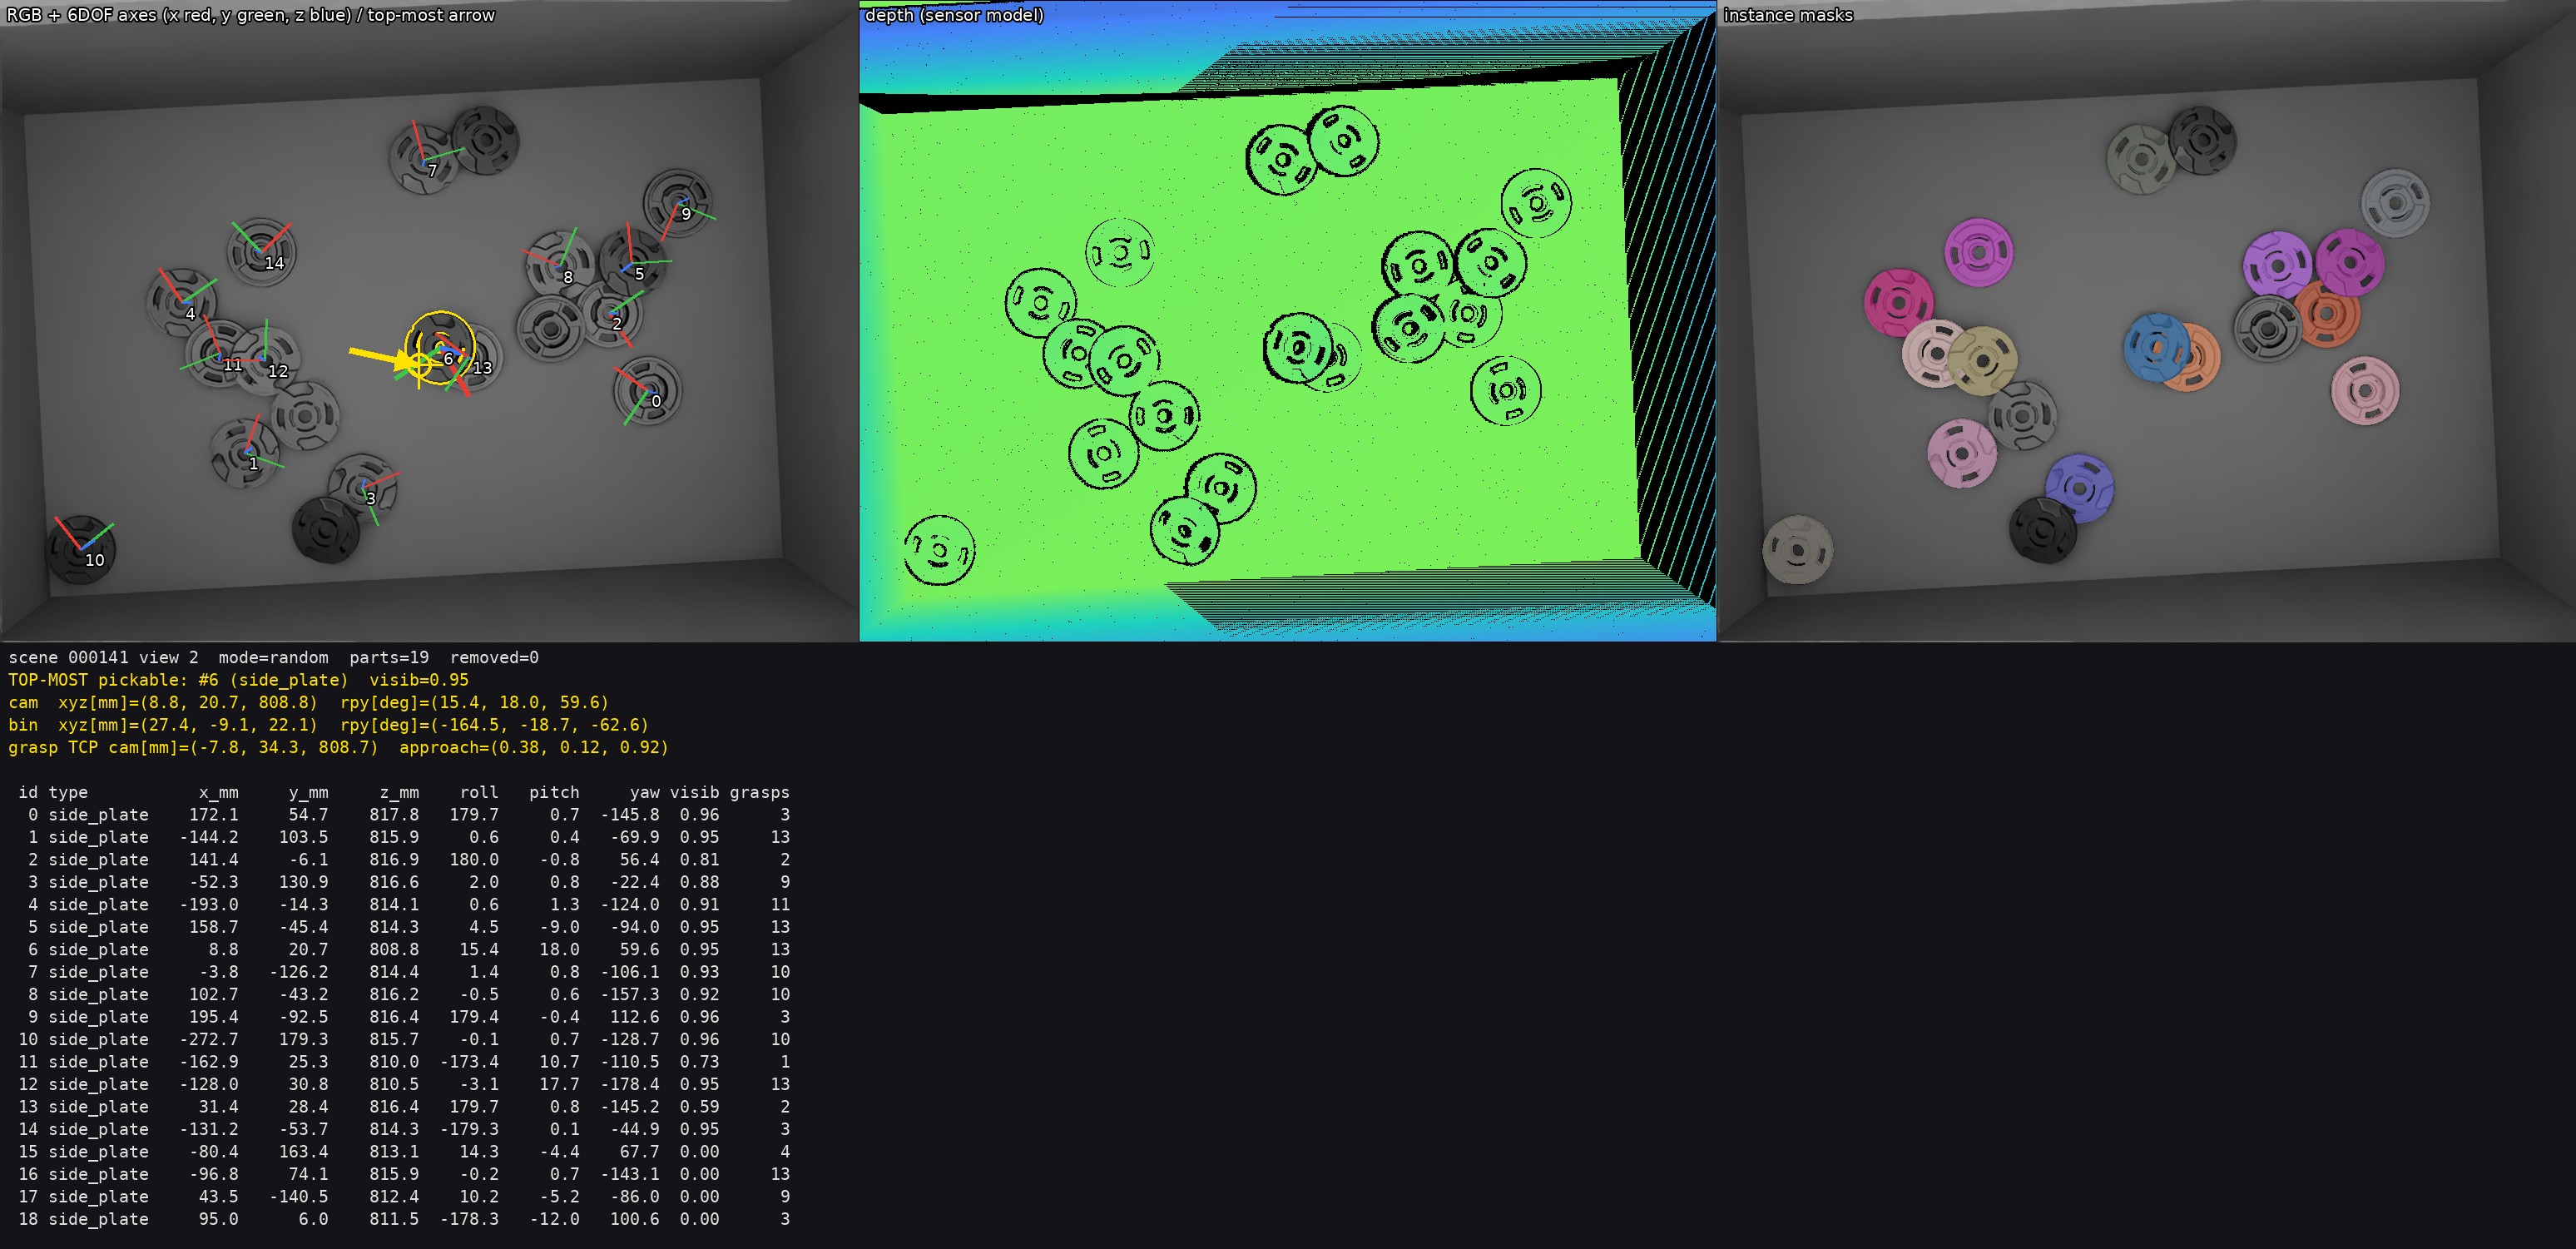 RGB + 6DOF axes (x red, y green, z blue) / top-most arrow
depth (sensor model)
instance masks
7
9
14
8
5
4
2
6
11
12
13
0
1
3
10
scene 000141 view 2  mode=random  parts=19  removed=0
TOP-MOST pickable: #6 (side_plate)  visib=0.95
cam  xyz[mm]=(8.8, 20.7, 808.8)  rpy[deg]=(15.4, 18.0, 59.6)
bin  xyz[mm]=(27.4, -9.1, 22.1)  rpy[deg]=(-164.5, -18.7, -62.6)
grasp TCP cam[mm]=(-7.8, 34.3, 808.7)  approach=(0.38, 0.12, 0.92)
id type x_mm y_mm z_mm roll pitch yaw visib grasps
0 side_plate 172.1 54.7 817.8 179.7 0.7 -145.8 0.96 3
1 side_plate -144.2 103.5 815.9 0.6 0.4 -69.9 0.95 13
2 side_plate 141.4 -6.1 816.9 180.0 -0.8 56.4 0.81 2
3 side_plate -52.3 130.9 816.6 2.0 0.8 -22.4 0.88 9
4 side_plate -193.0 -14.3 814.1 0.6 1.3 -124.0 0.91 11
5 side_plate 158.7 -45.4 814.3 4.5 -9.0 -94.0 0.95 13
6 side_plate 8.8 20.7 808.8 15.4 18.0 59.6 0.95 13
7 side_plate -3.8 -126.2 814.4 1.4 0.8 -106.1 0.93 10
8 side_plate 102.7 -43.2 816.2 -0.5 0.6 -157.3 0.92 10
9 side_plate 195.4 -92.5 816.4 179.4 -0.4 112.6 0.96 3
10 side_plate -272.7 179.3 815.7 -0.1 0.7 -128.7 0.96 10
11 side_plate -162.9 25.3 810.0 -173.4 10.7 -110.5 0.73 1
12 side_plate -128.0 30.8 810.5 -3.1 17.7 -178.4 0.95 13
13 side_plate 31.4 28.4 816.4 179.7 0.8 -145.2 0.59 2
14 side_plate -131.2 -53.7 814.3 -179.3 0.1 -44.9 0.95 3
15 side_plate -80.4 163.4 813.1 14.3 -4.4 67.7 0.00 4
16 side_plate -96.8 74.1 815.9 -0.2 0.7 -143.1 0.00 13
17 side_plate 43.5 -140.5 812.4 10.2 -5.2 -86.0 0.00 9
18 side_plate 95.0 6.0 811.5 -178.3 -12.0 100.6 0.00 3